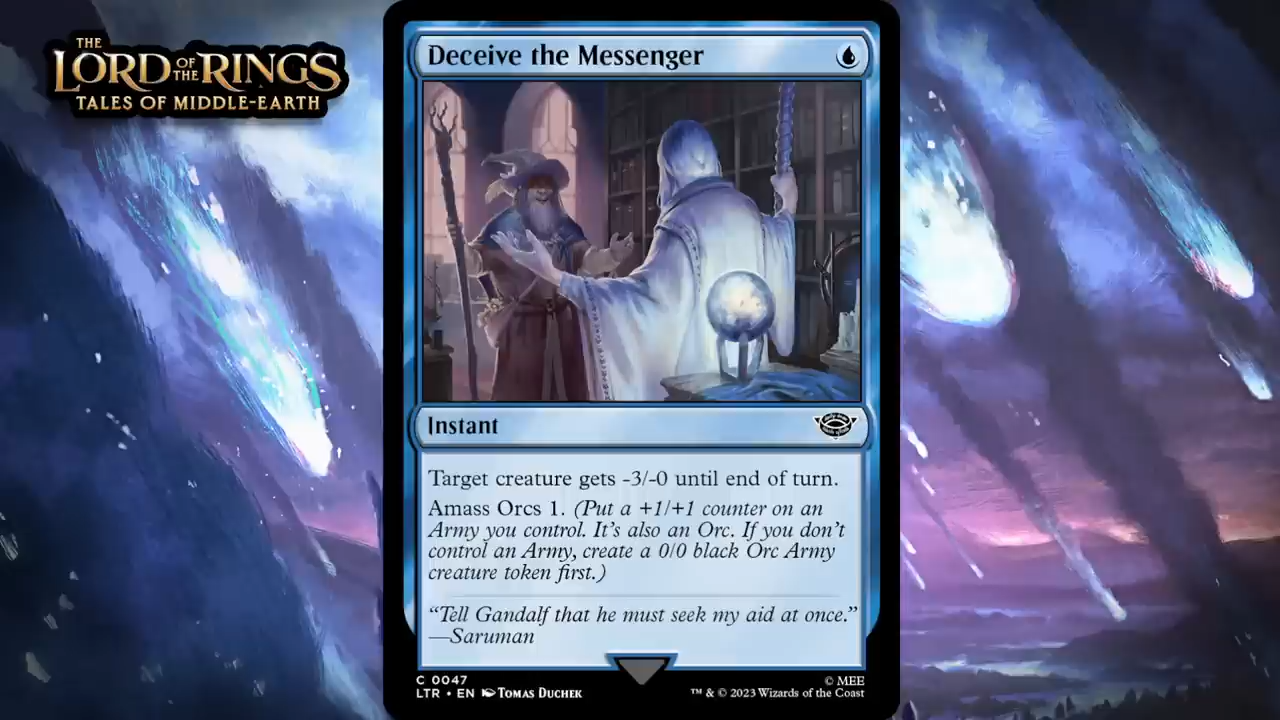 THE
LORD OF THE RINGS
TALES OF MIDDLE-EARTH
Deceive the Messenger
Instant
Target creature gets -3/-0 until end of turn.
Amass Orcs 1. (Put a +1/+1 counter on an
Army you control. It's also an Orc. If you don't
control an Army, create a 0/0 black Orc Army
creature token first.)
“Tell Gandalf that he must seek my aid at once.”
—Saruman
C 0047
LTR • EN Tomas Duchek
© MEE
™ & © 2023 Wizards of the Coast